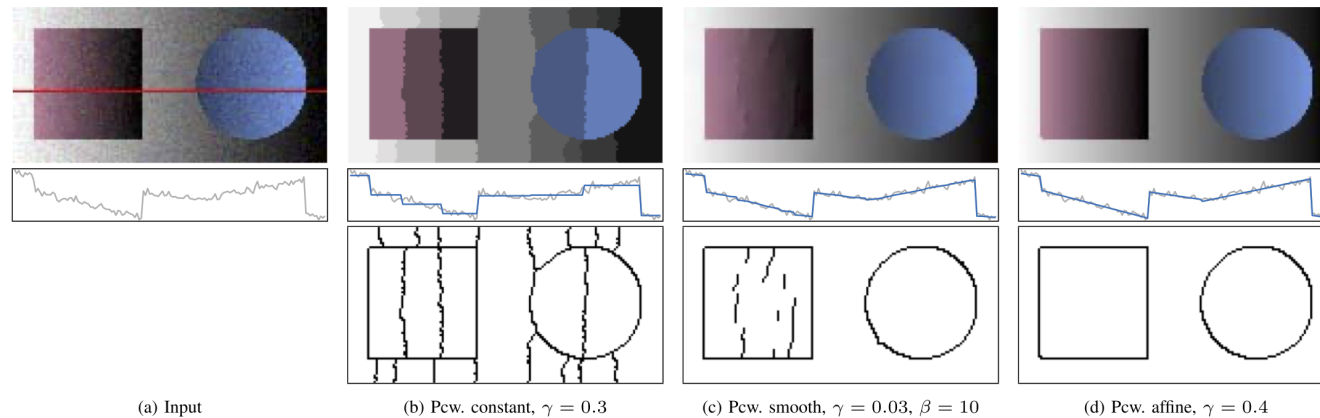 (a) Input
(b) Pcw. constant, γ = 0.3
(c) Pcw. smooth, γ = 0.03, β = 10
(d) Pcw. affine, γ = 0.4